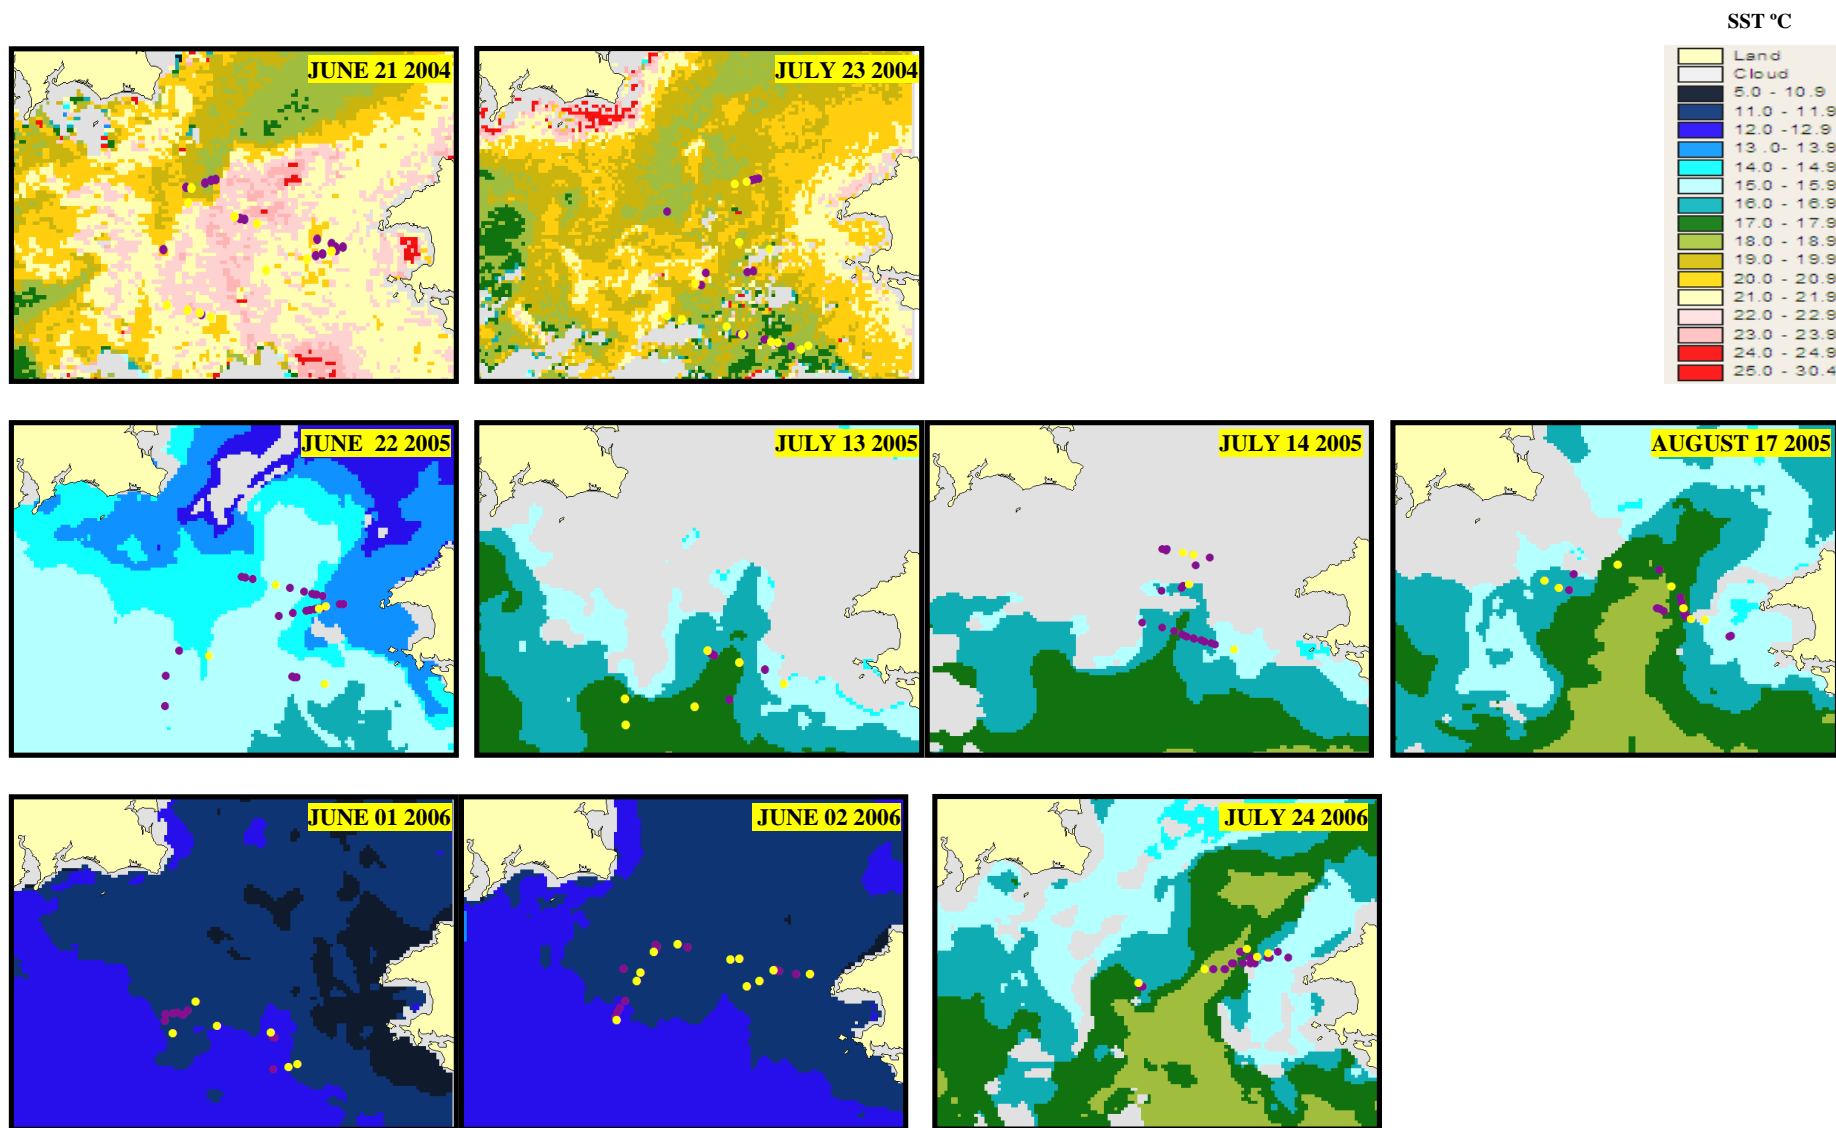 SST ºC
JUNE 21 2004
JULY 23 2004
Land
Cloud
5.0 - 10.9
11.0 - 11.9
12.0 -12.9
13 .0- 13.9
14.0 - 14.9
15.0 - 15.9
16.0 - 16.9
17.0 - 17.9
18.0 - 18.9
19.0 - 19.9
20.0 - 20.9
21.0 - 21.9
22.0 - 22.9
23.0 - 23.9
24.0 - 24.9
25.0 - 30.4
JUNE 22 2005
JULY 13 2005
JULY 14 2005
AUGUST 17 2005
JUNE 01 2006
JUNE 02 2006
JULY 24 2006